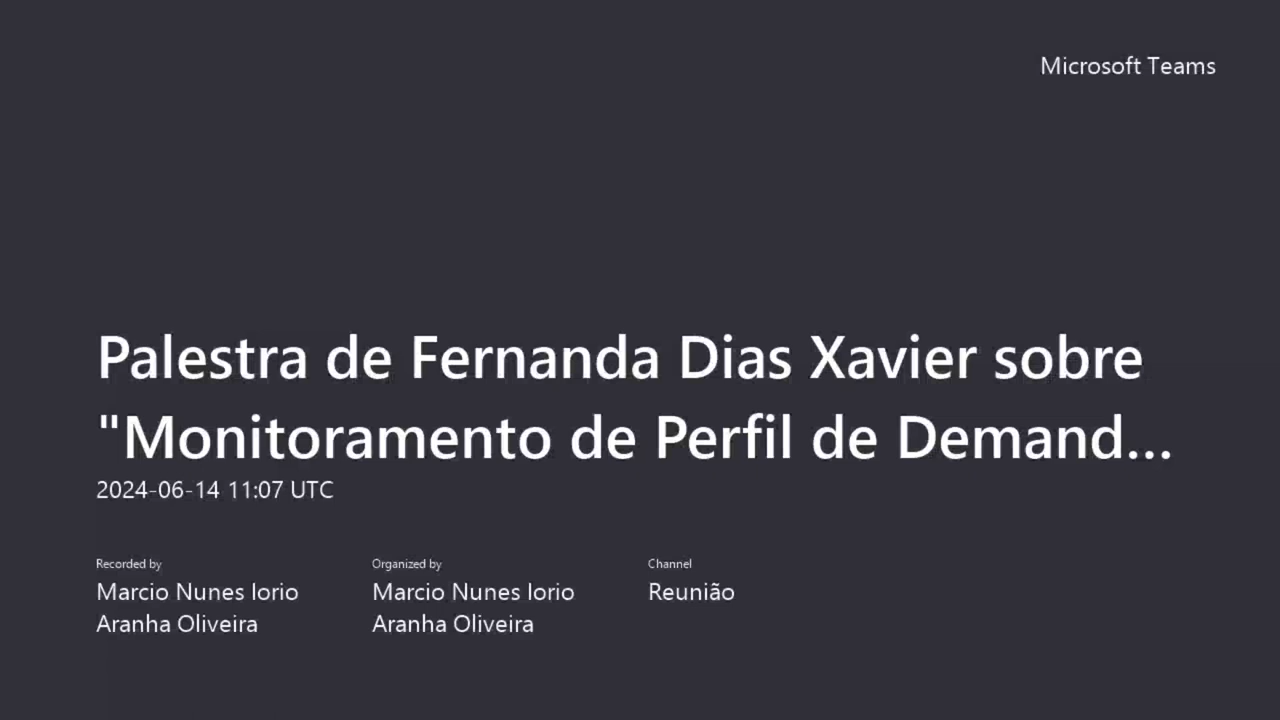 Microsoft Teams
Palestra de Fernanda Dias Xavier sobre
"Monitoramento de Perfil de Demand...
2024-06-14 11:07 UTC
Recorded by
Marcio Nunes Iorio
Aranha Oliveira
Organized by
Marcio Nunes Iorio
Aranha Oliveira
Channel
Reunião